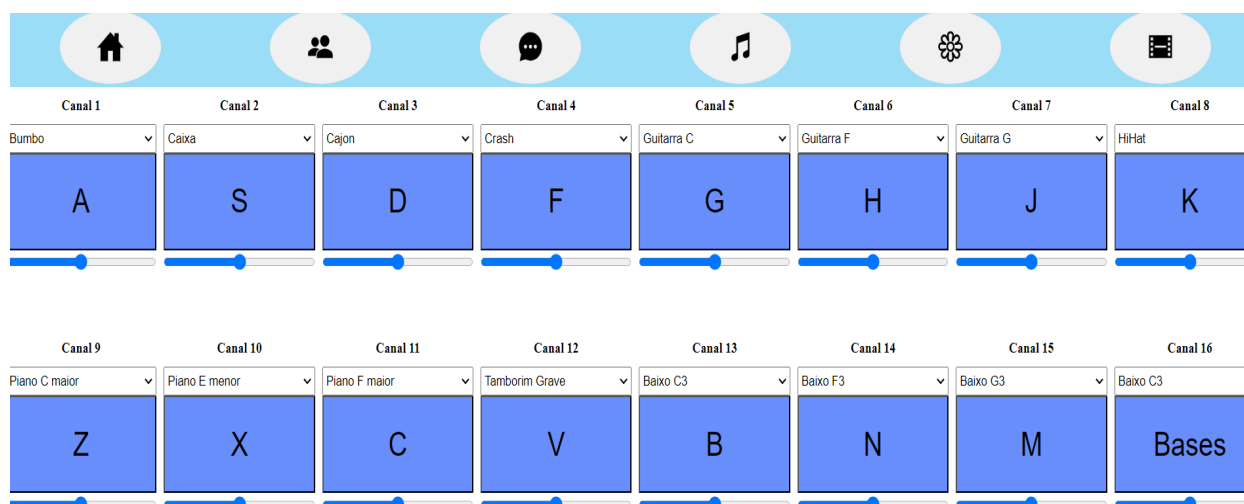 Canal 1 Canal 2 Canal 3 Canal 4 Canal 5 Canal 6 Canal 7 Canal 8
Bumbo Caixa Cajon Crash Guitarra C Guitarra F Guitarra G HiHat
A S D F G H J K
Canal 9 Canal 10 Canal 11 Canal 12 Canal 13 Canal 14 Canal 15 Canal 16
Piano C maior Piano E menor Piano F maior Tamborim Grave Baixo C3 Baixo F3 Baixo G3 Baixo C3
Z X C V B N M Bases